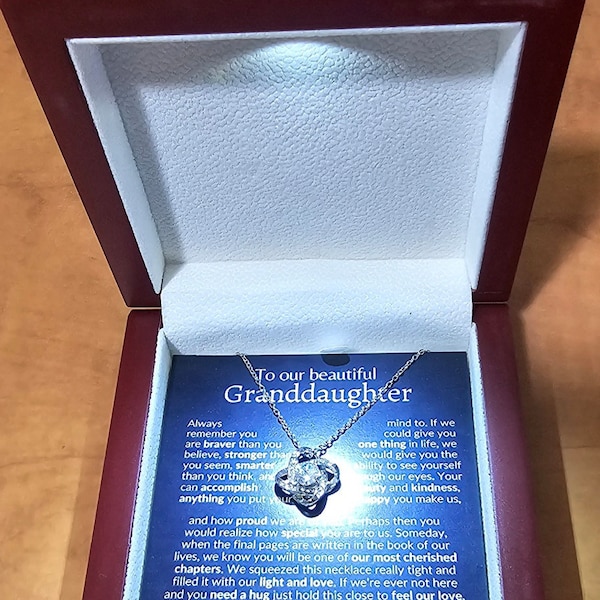 To our beautiful
Granddaughter
Always mind to. If we
remember you could give you
are braver than you one thing in life, we
believe, stronger than would give you the
you seem, smarter ability to see yourself
than you think, and through our eyes. Your
can accomplish beauty and kindness,
anything you put your happy you make us,
and how proud we are Perhaps then you
would realize how special you are to us. Someday,
when the final pages are written in the book of our
lives, we know you will be one of our most cherished
chapters. We squeezed this necklace really tight and
filled it with our light and love. If we're ever not here
and you need a hug just hold this close to feel our love.